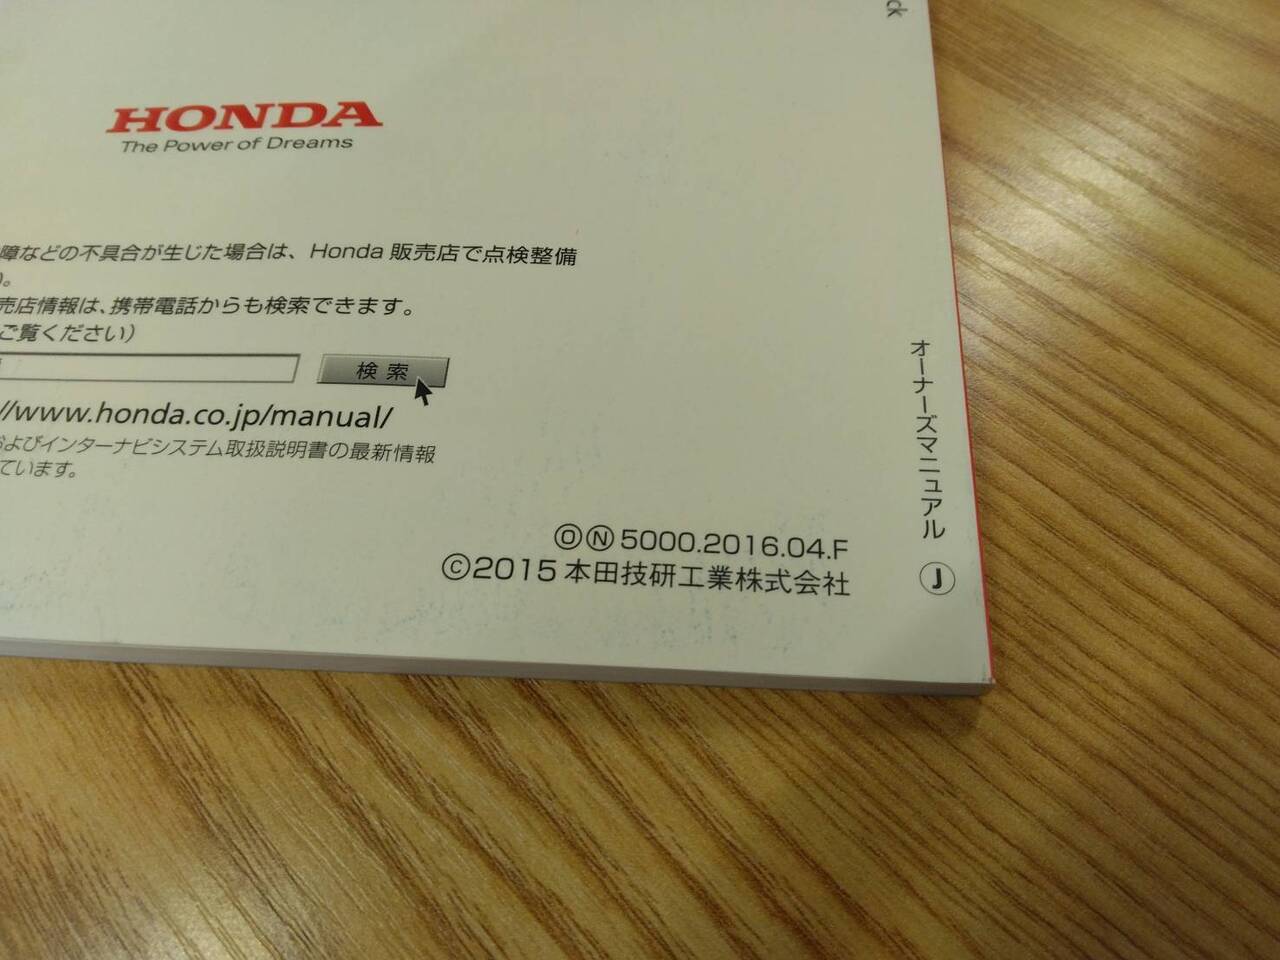 HONDA
The Power of Dreams
障などの不具合が生じた場合は、Honda 販売店で点検整備
売店情報は、携帯電話からも検索できます。
ご覧ください）
検索
//www.honda.co.jp/manual/
およびインターナビシステム取扱説明書の最新情報
ています。
ⓄⓃ5000.2016.04.F
©2015 本田技研工業株式会社
ck
オーナーズマニュアル Ⓙ